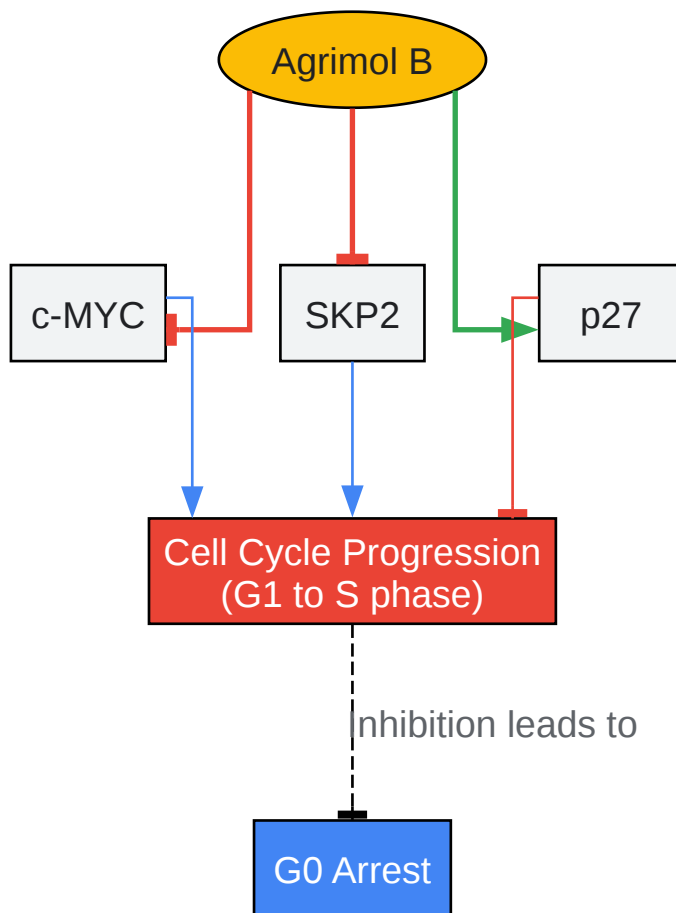 Agrimol B
c-MYC
SKP2
p27
Cell Cycle Progression
(G1 to S phase)
Inhibition leads to
G0 Arrest